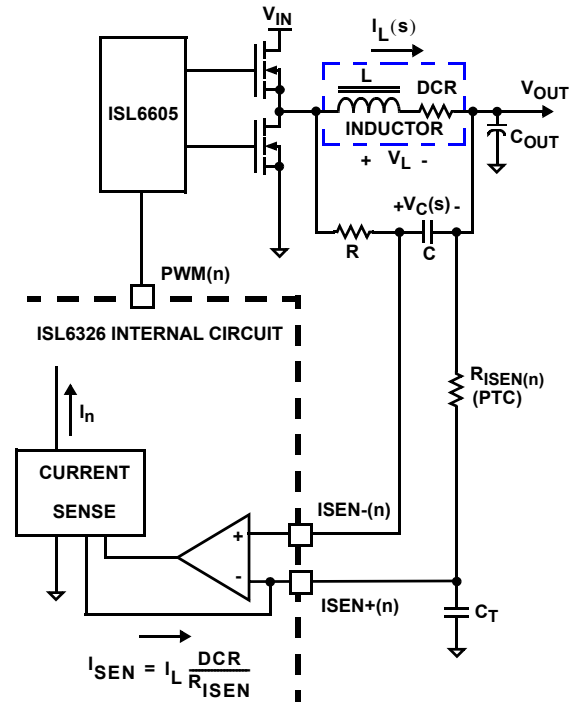 V_IN
I_L(s)
ISL6605
L
DCR
V_OUT
INDUCTOR
C_OUT
+ V_L -
+V_C(s)-
R
C
PWM(n)
ISL6326 INTERNAL CIRCUIT
R_ISEN(n)
(PTC)
I_n
CURRENT
SENSE
ISEN-(n)
+
-
ISEN+(n)
C_T
I_SEN = I_L DCR/R_ISEN